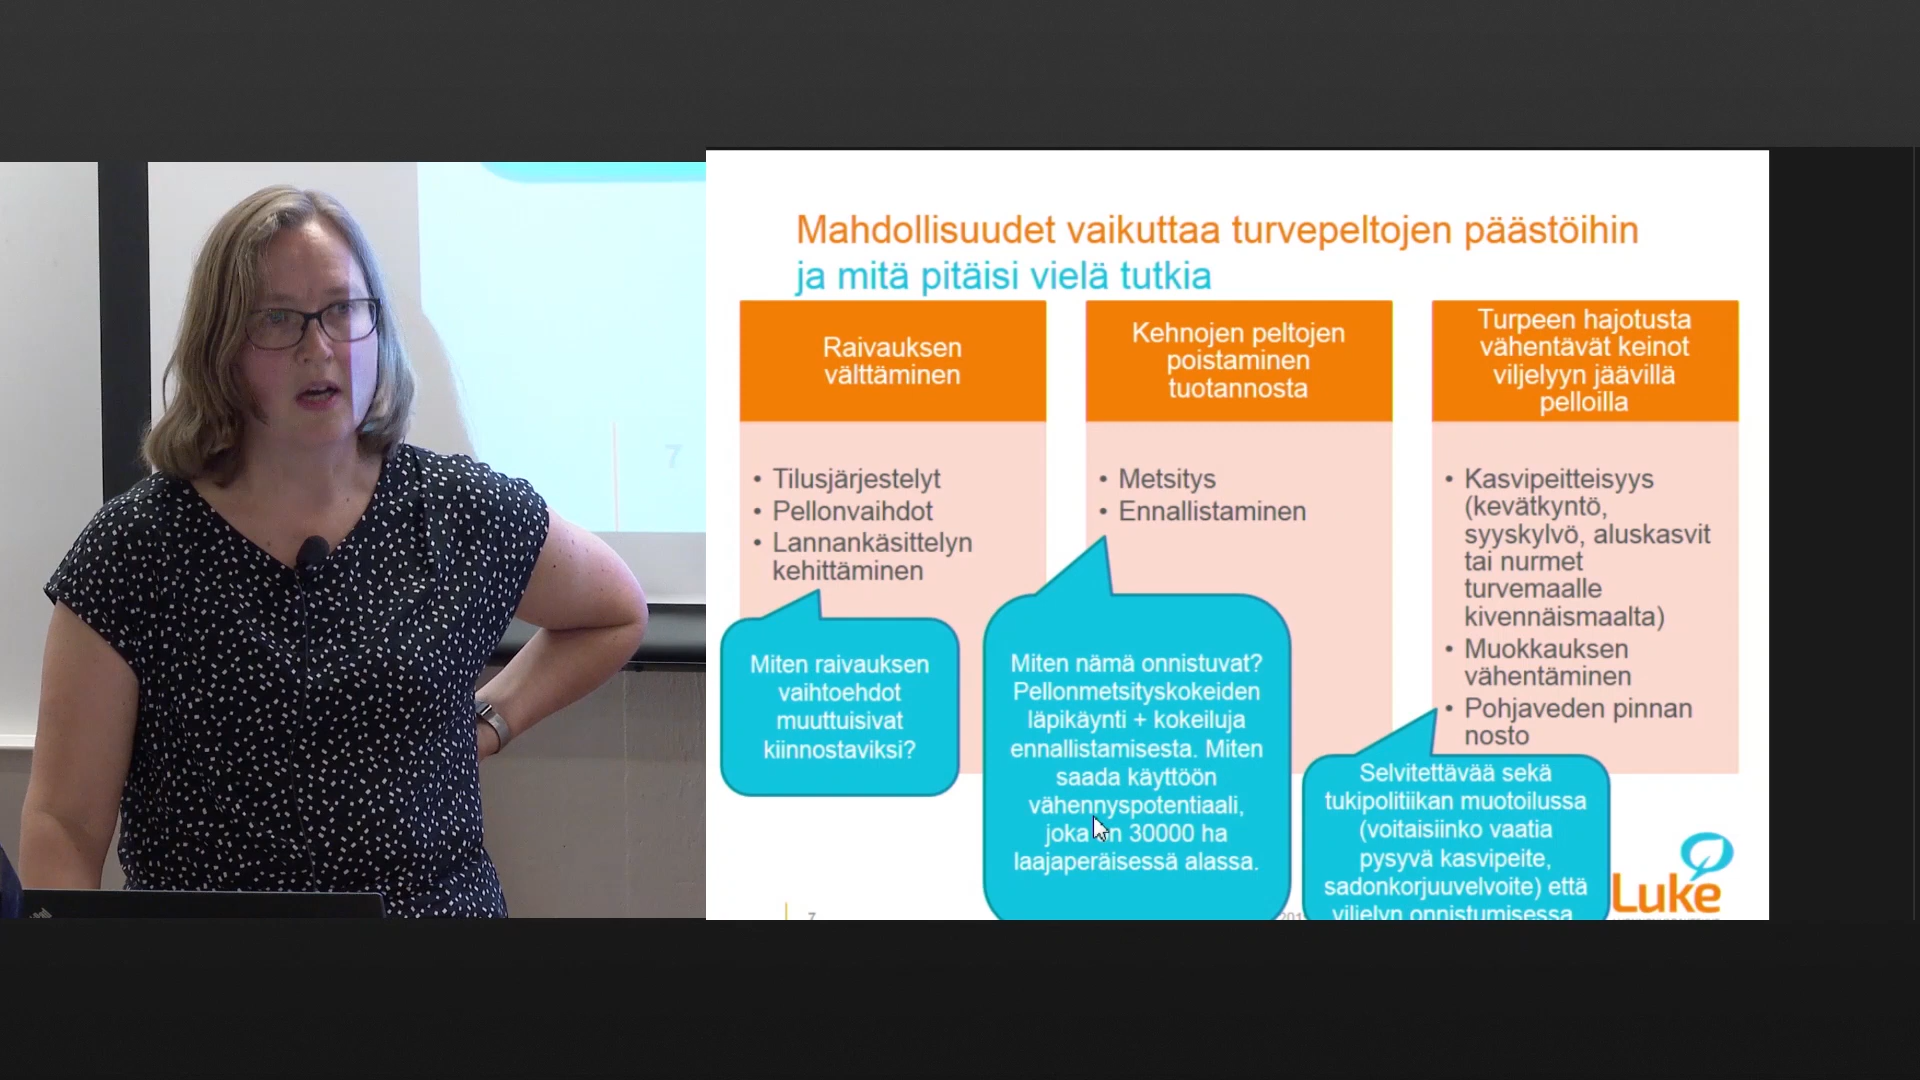 Mahdollisuudet vaikuttaa turvepeltojen päästöihin
ja mitä pitäisi vielä tutkia
Raivauksen
välttäminen
• Tilusjärjestelyt
• Pellonvaihdot
• Lannankäsittelyn
kehittäminen
Miten raivauksen
vaihtoehdot
muuttuisivat
kiinnostaviksi?
Kehnojen peltojen
poistaminen
tuotannosta
• Metsitys
• Ennallistaminen
Miten nämä onnistuvat?
Pellonmetsityskokeiden
läpikäynti + kokeiluja
ennallistamisesta. Miten
saada käyttöön
vähennyspotentiaali,
joka on 30000 ha
laajaperäisessä alassa.
Turpeen hajotusta
vähentävät keinot
viljelyyn jäävillä
pelloilla
• Kasvipeitteisyys
(kevätkyntö,
syyskylvö, aluskasvit
tai nurmet
turvemaalle
kivennäismaalta)
• Muokkauksen
vähentäminen
• Pohjaveden pinnan
nosto
Selvitettävää sekä
tukipolitiikan muotoilussa
(voitaisiinko vaatia
pysyvä kasvipeite,
sadonkorjuuvelvoite) että
viljelyn onnistumisessa
Luke
7
201
7